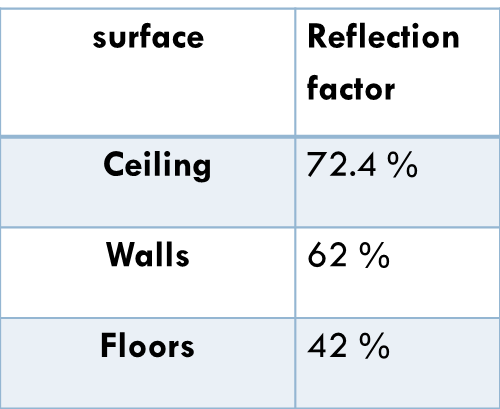 surface Reflection
factor
Ceiling 72.4 %
Walls 62 %
Floors 42 %